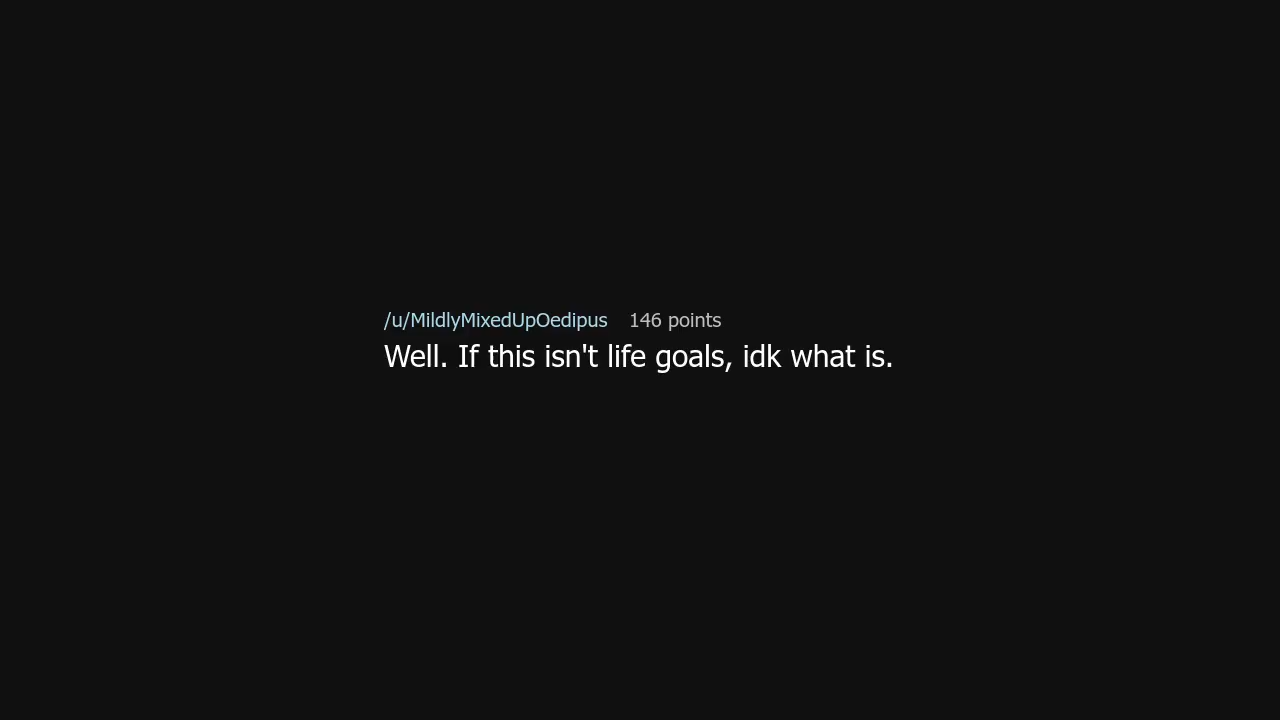 /u/MildlyMixedUpOedipus 146 points
Well. If this isn't life goals, idk what is.